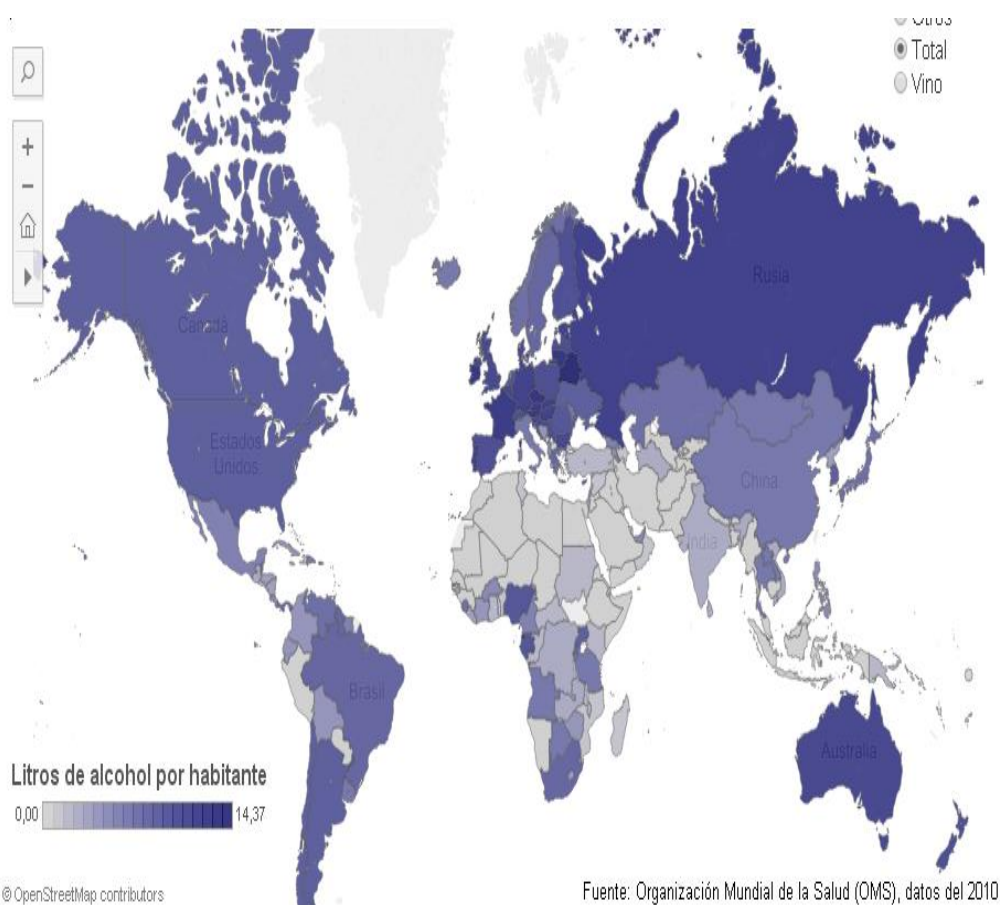 Otros
Total
Vino
Rusia
Canadá
Estados
Unidos
China
India
Brasil
Australia
Litros de alcohol por habitante
0,00
14,37
© OpenStreetMap contributors
Fuente: Organización Mundial de la Salud (OMS), datos del 2010